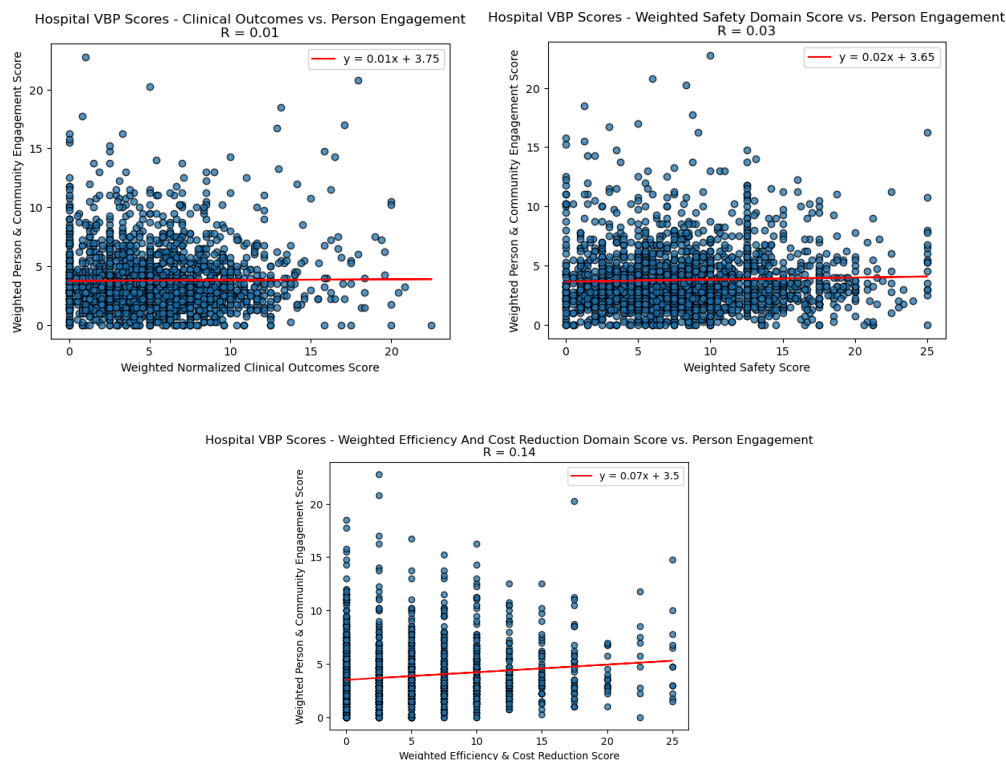 Hospital VBP Scores - Clinical Outcomes vs. Person Engagement
R = 0.01
y = 0.01x + 3.75
Weighted Person & Community Engagement Score
20
15
10
5
0
0 5 10 15 20
Weighted Normalized Clinical Outcomes Score
Hospital VBP Scores - Weighted Safety Domain Score vs. Person Engagement
R = 0.03
y = 0.02x + 3.65
Weighted Person & Community Engagement Score
20
15
10
5
0
0 5 10 15 20 25
Weighted Safety Score
Hospital VBP Scores - Weighted Efficiency And Cost Reduction Domain Score vs. Person Engagement
R = 0.14
y = 0.07x + 3.5
Weighted Person & Community Engagement Score
20
15
10
5
0
0 5 10 15 20 25
Weighted Efficiency & Cost Reduction Score